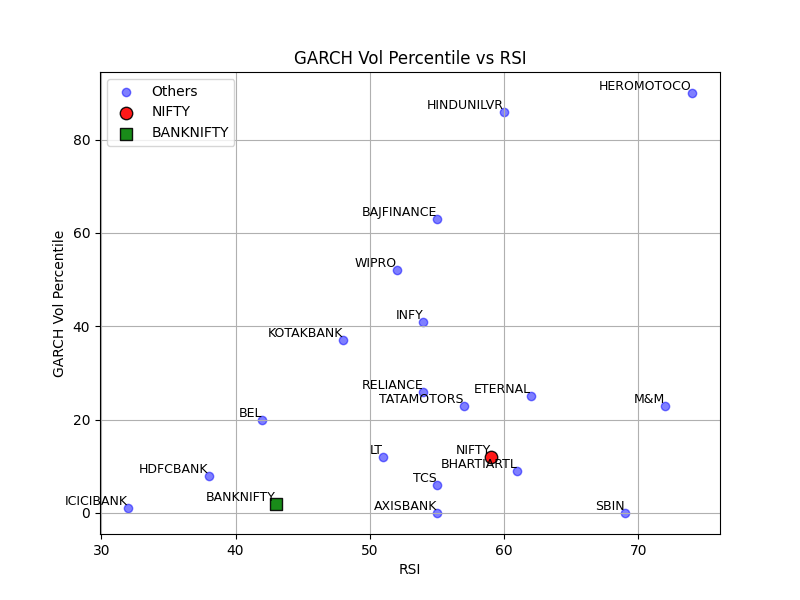 GARCH Vol Percentile vs RSI
Others
NIFTY
BANKNIFTY
HEROMOTOCO
HINDUNILVR
BAJFINANCE
WIPRO
INFY
KOTAKBANK
RELIANCE
TATAMOTORS
ETERNAL
M&M
BEL
LT
NIFTY
BHARTIARTL
HDFCBANK
TCS
BANKNIFTY
ICICIBANK
AXISBANK
SBIN
80
60
40
20
0
GARCH Vol Percentile
30 40 50 60 70
RSI